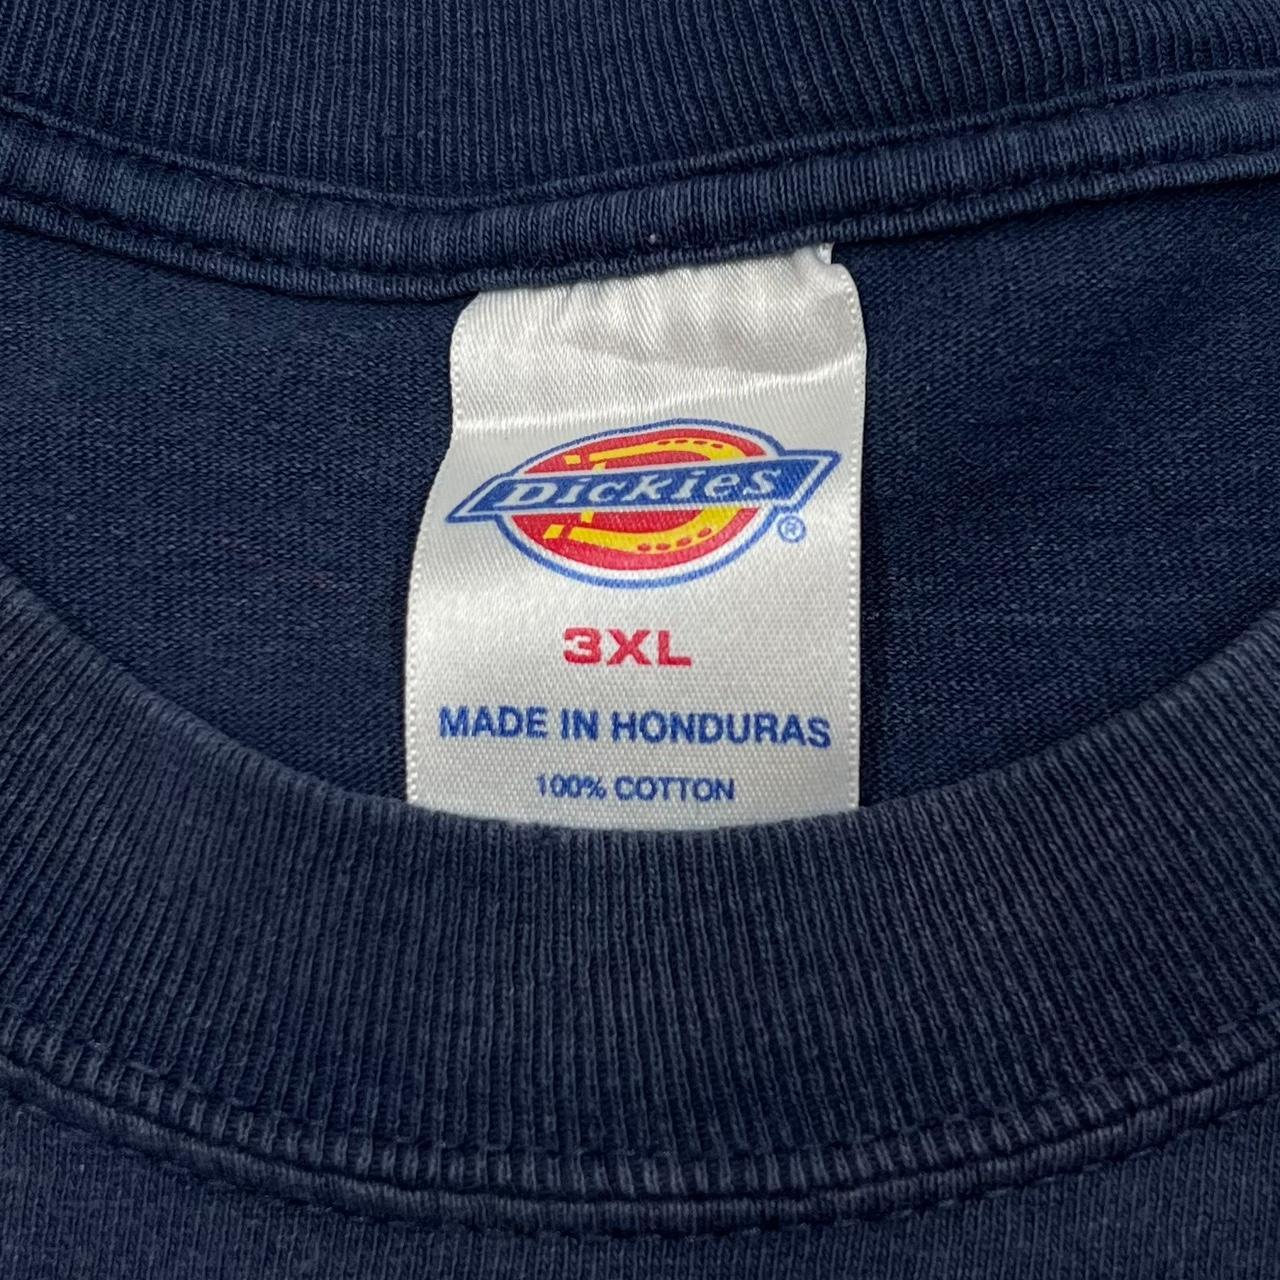 Dickies®
3XL
MADE IN HONDURAS
100% COTTON